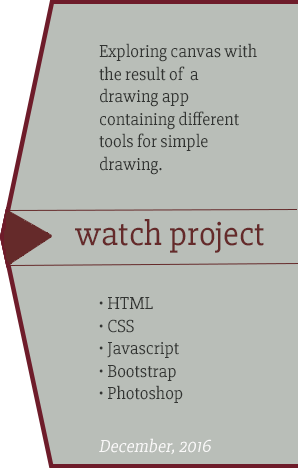 Exploring canvas with
the result of a
drawing app
containing different
tools for simple
drawing.
watch project
• HTML
• CSS
• Javascript
• Bootstrap
• Photoshop
December, 2016